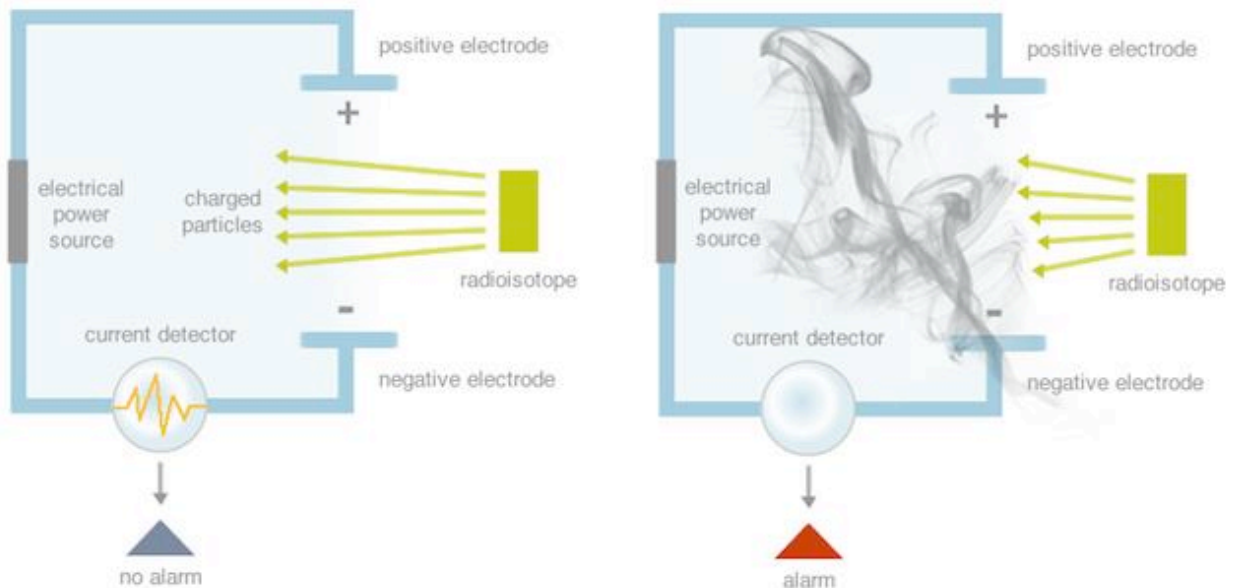 positive electrode
+
electrical
power
source
charged
particles
radioisotope
-
current detector
negative electrode
no alarm
positive electrode
+
electrical
power
source
radioisotope
-
current detector
negative electrode
alarm